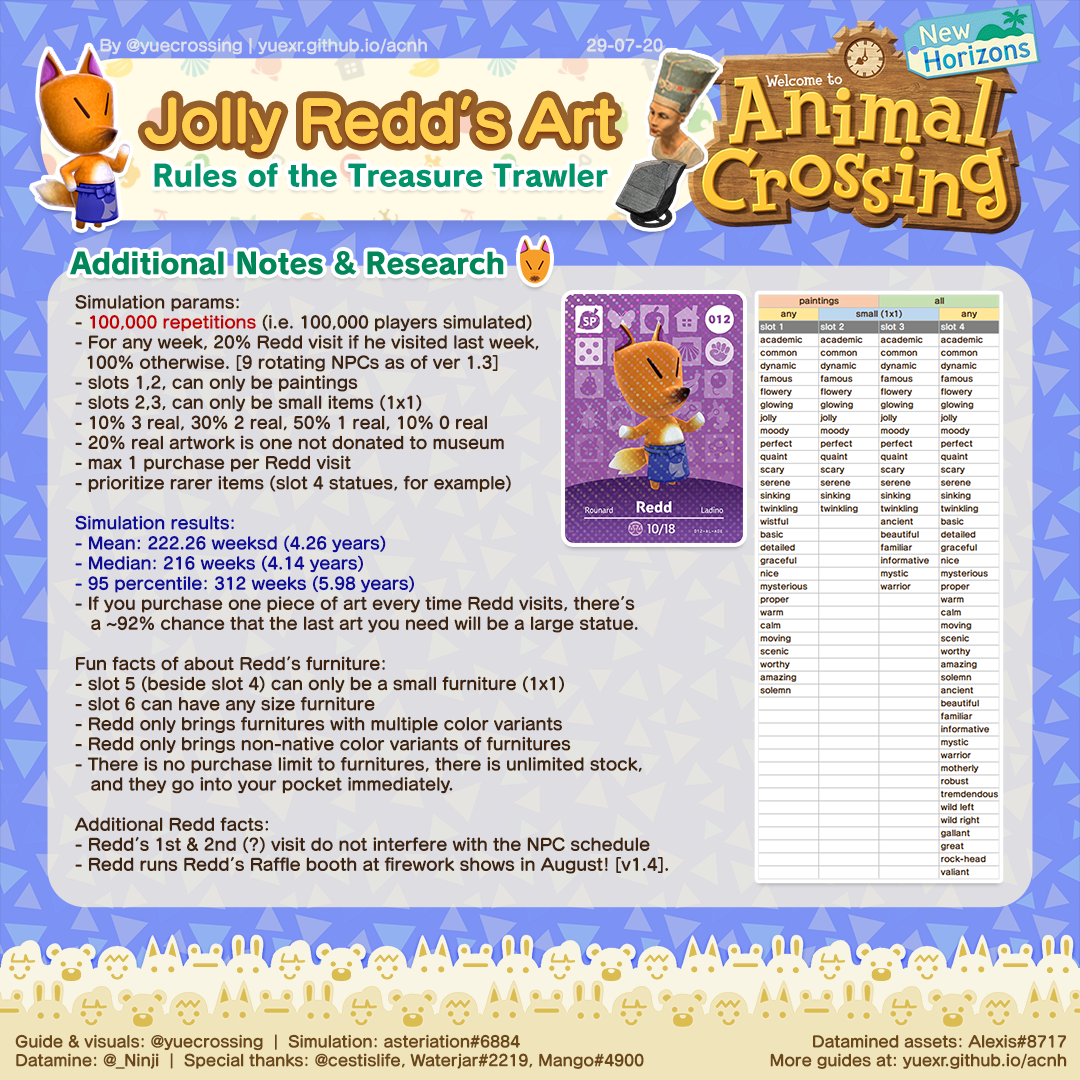 By @yuecrossing | yuexr.github.io/acnh
29-07-20
Jolly Redd's Art
Rules of the Treasure Trawler
Welcome to
Animal
Crossing
New
Horizons
Additional Notes & Research
Simulation params:
- 100,000 repetitions (i.e. 100,000 players simulated)
- For any week, 20% Redd visit if he visited last week,
100% otherwise. [9 rotating NPCs as of ver 1.3]
- slots 1,2, can only be paintings
- slots 2,3, can only be small items (1x1)
- 10% 3 real, 30% 2 real, 50% 1 real, 10% 0 real
- 20% real artwork is one not donated to museum
- max 1 purchase per Redd visit
- prioritize rarer items (slot 4 statues, for example)
Simulation results:
- Mean: 222.26 weeksd (4.26 years)
- Median: 216 weeks (4.14 years)
- 95 percentile: 312 weeks (5.98 years)
- If you purchase one piece of art every time Redd visits, there's
a ~92% chance that the last art you need will be a large statue.
Fun facts of about Redd's furniture:
- slot 5 (beside slot 4) can only be a small furniture (1x1)
- slot 6 can have any size furniture
- Redd only brings furnitures with multiple color variants
- Redd only brings non-native color variants of furnitures
- There is no purchase limit to furnitures, there is unlimited stock,
and they go into your pocket immediately.
Additional Redd facts:
- Redd's 1st & 2nd (?) visit do not interfere with the NPC schedule
- Redd runs Redd's Raffle booth at firework shows in August! [v1.4].
SP
012
Rounard Redd Ladino
10/18
paintings all
any small (1x1) any
slot 1 slot 2 slot 3 slot 4
academic academic academic academic
common common common common
dynamic dynamic dynamic dynamic
famous famous famous famous
flowery flowery flowery flowery
glowing glowing glowing glowing
jolly jolly jolly jolly
moody moody moody moody
perfect perfect perfect perfect
quaint quaint quaint quaint
scary scary scary scary
serene serene serene serene
sinking sinking sinking sinking
twinkling twinkling twinkling twinkling
wistful ancient basic
basic beautiful detailed
detailed familiar graceful
graceful informative nice
nice mystic mysterious
mysterious warrior proper
proper warm
warm calm
calm moving
moving scenic
scenic worthy
worthy amazing
amazing solemn
solemn ancient
beautiful
familiar
informative
mystic
warrior
motherly
robust
tremdendous
wild left
wild right
gallant
great
rock-head
valiant
Guide & visuals: @yuecrossing | Simulation: asteriation#6884
Datamine: @_Ninji | Special thanks: @cestislife, Waterjar#2219, Mango#4900
Datamined assets: Alexis#8717
More guides at: yuexr.github.io/acnh